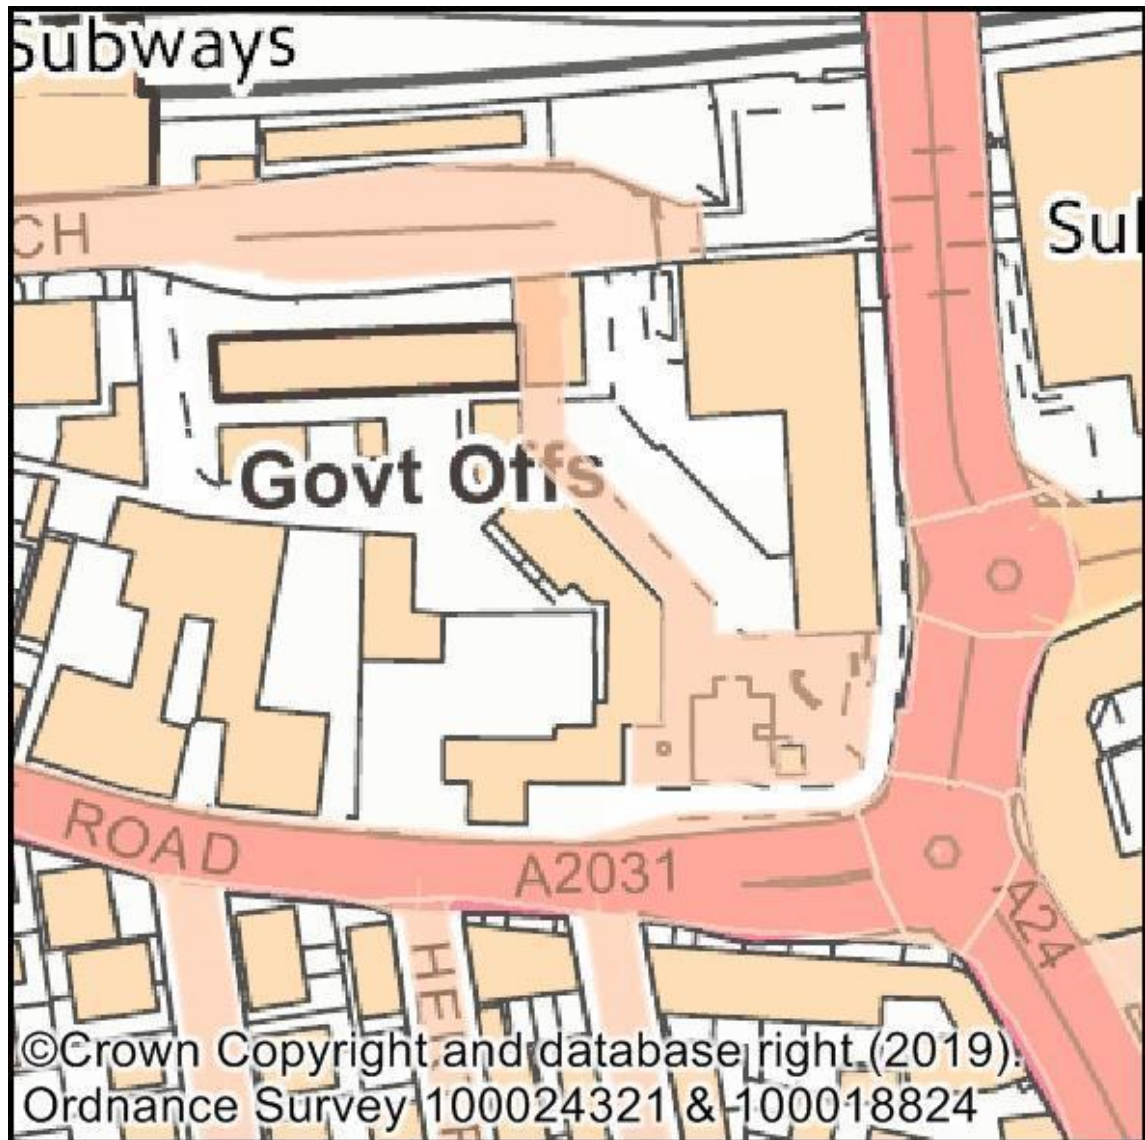 Subways
CH
Sul
Govt Offs
ROAD
A2031
A24
©Crown Copyright and database right (2019).
Ordnance Survey 100024321 & 100018824